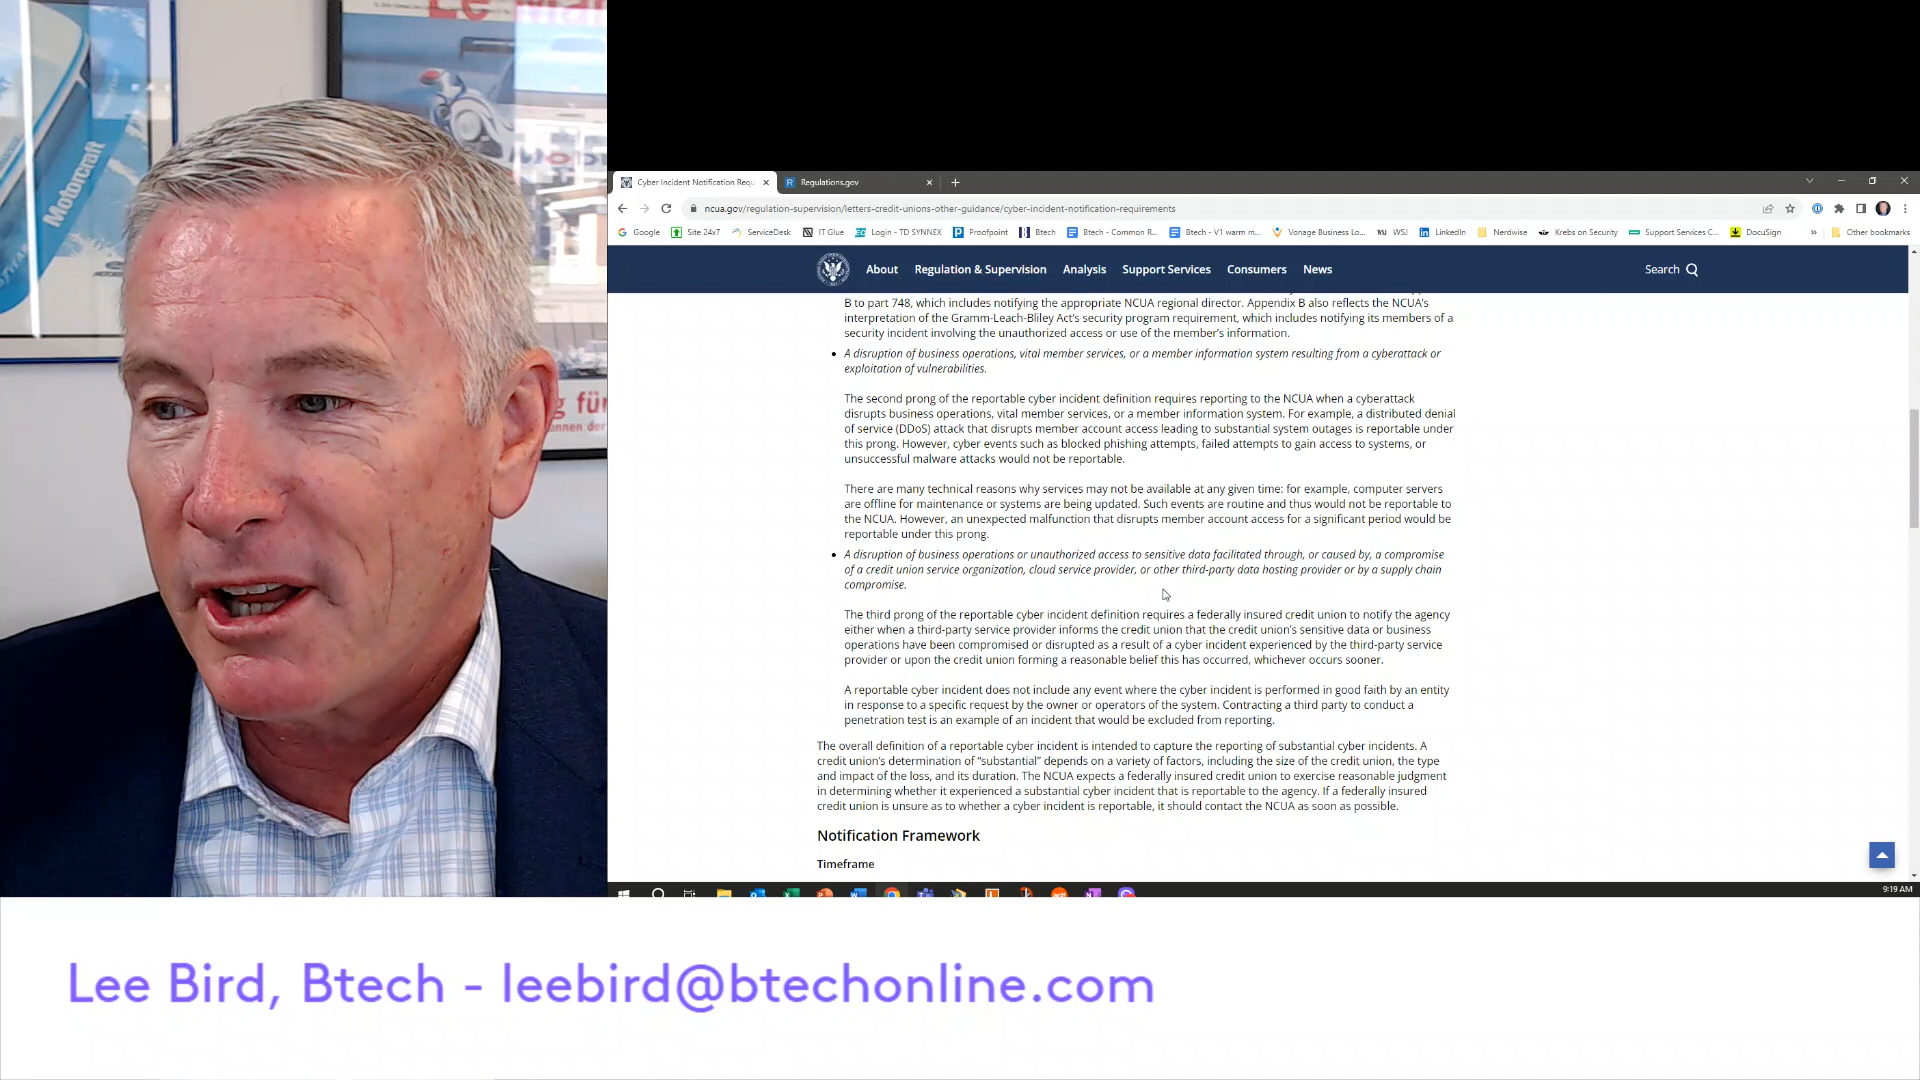 Le Ma
Motorcraft
g für
Cyber Incident Notification Requ
Regulations.gov
ncua.gov/regulation-supervision/letters-credit-unions-other-guidance/cyber-incident-notification-requirements
Google Site 24x7 ServiceDesk IT Glue Login - TD SYNNEX Proofpoint Btech Btech - Common R... Btech - V1 warm m... Vonage Business Lo... WSJ WSJ LinkedIn Nerdwise Krebs on Security Support Services C... DocuSign » Other bookmarks
About Regulation & Supervision Analysis Support Services Consumers News Search
B to part 748, which includes notifying the appropriate NCUA regional director. Appendix B also reflects the NCUA's
interpretation of the Gramm-Leach-Bliley Act's security program requirement, which includes notifying its members of a
security incident involving the unauthorized access or use of the member's information.
• A disruption of business operations, vital member services, or a member information system resulting from a cyberattack or
exploitation of vulnerabilities.
The second prong of the reportable cyber incident definition requires reporting to the NCUA when a cyberattack
disrupts business operations, vital member services, or a member information system. For example, a distributed denial
of service (DDoS) attack that disrupts member account access leading to substantial system outages is reportable under
this prong. However, cyber events such as blocked phishing attempts, failed attempts to gain access to systems, or
unsuccessful malware attacks would not be reportable.
There are many technical reasons why services may not be available at any given time: for example, computer servers
are offline for maintenance or systems are being updated. Such events are routine and thus would not be reportable to
the NCUA. However, an unexpected malfunction that disrupts member account access for a significant period would be
reportable under this prong.
• A disruption of business operations or unauthorized access to sensitive data facilitated through, or caused by, a compromise
of a credit union service organization, cloud service provider, or other third-party data hosting provider or by a supply chain
compromise.
The third prong of the reportable cyber incident definition requires a federally insured credit union to notify the agency
either when a third-party service provider informs the credit union that the credit union's sensitive data or business
operations have been compromised or disrupted as a result of a cyber incident experienced by the third-party service
provider or upon the credit union forming a reasonable belief this has occurred, whichever occurs sooner.
A reportable cyber incident does not include any event where the cyber incident is performed in good faith by an entity
in response to a specific request by the owner or operators of the system. Contracting a third party to conduct a
penetration test is an example of an incident that would be excluded from reporting.
The overall definition of a reportable cyber incident is intended to capture the reporting of substantial cyber incidents. A
credit union's determination of “substantial” depends on a variety of factors, including the size of the credit union, the type
and impact of the loss, and its duration. The NCUA expects a federally insured credit union to exercise reasonable judgment
in determining whether it experienced a substantial cyber incident that is reportable to the agency. If a federally insured
credit union is unsure as to whether a cyber incident is reportable, it should contact the NCUA as soon as possible.
Notification Framework
Timeframe
9:19 AM
Lee Bird, Btech - leebird@btechonline.com